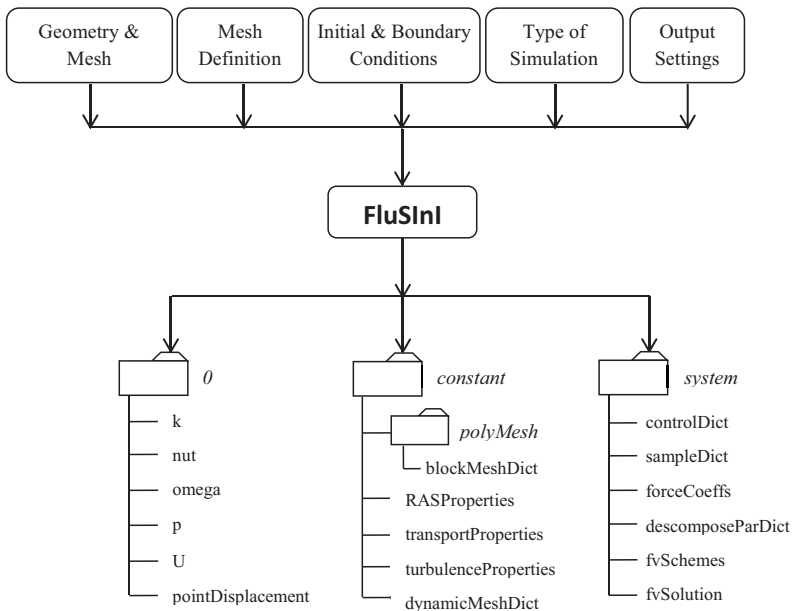 Geometry &
Mesh
Mesh
Definition
Initial & Boundary
Conditions
Type of
Simulation
Output
Settings
FluSInI
0
k
nut
omega
p
U
pointDisplacement
constant
polyMesh
blockMeshDict
RASProperties
transportProperties
turbulenceProperties
dynamicMeshDict
system
controlDict
sampleDict
forceCoeffs
descomposeParDict
fvSchemes
fvSolution